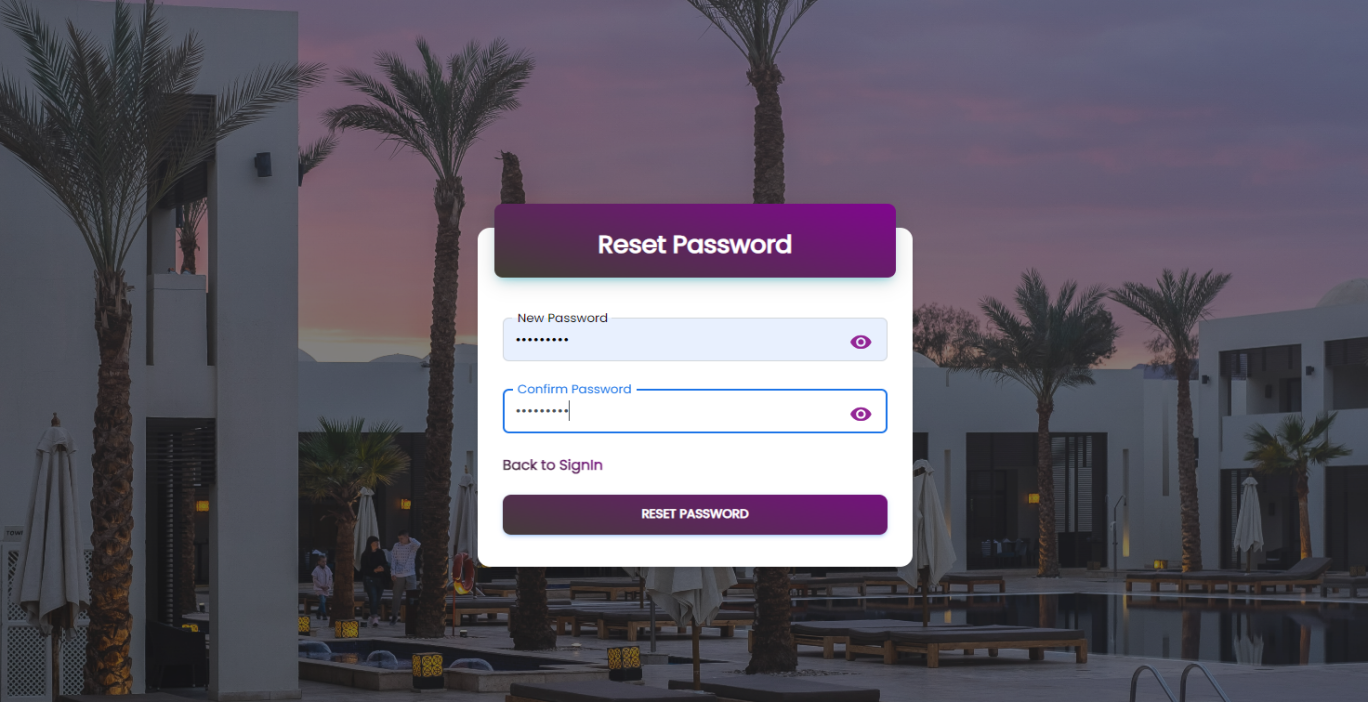 Reset Password
New Password
•••••••••
Confirm Password
•••••••••
Back to SignIn
RESET PASSWORD